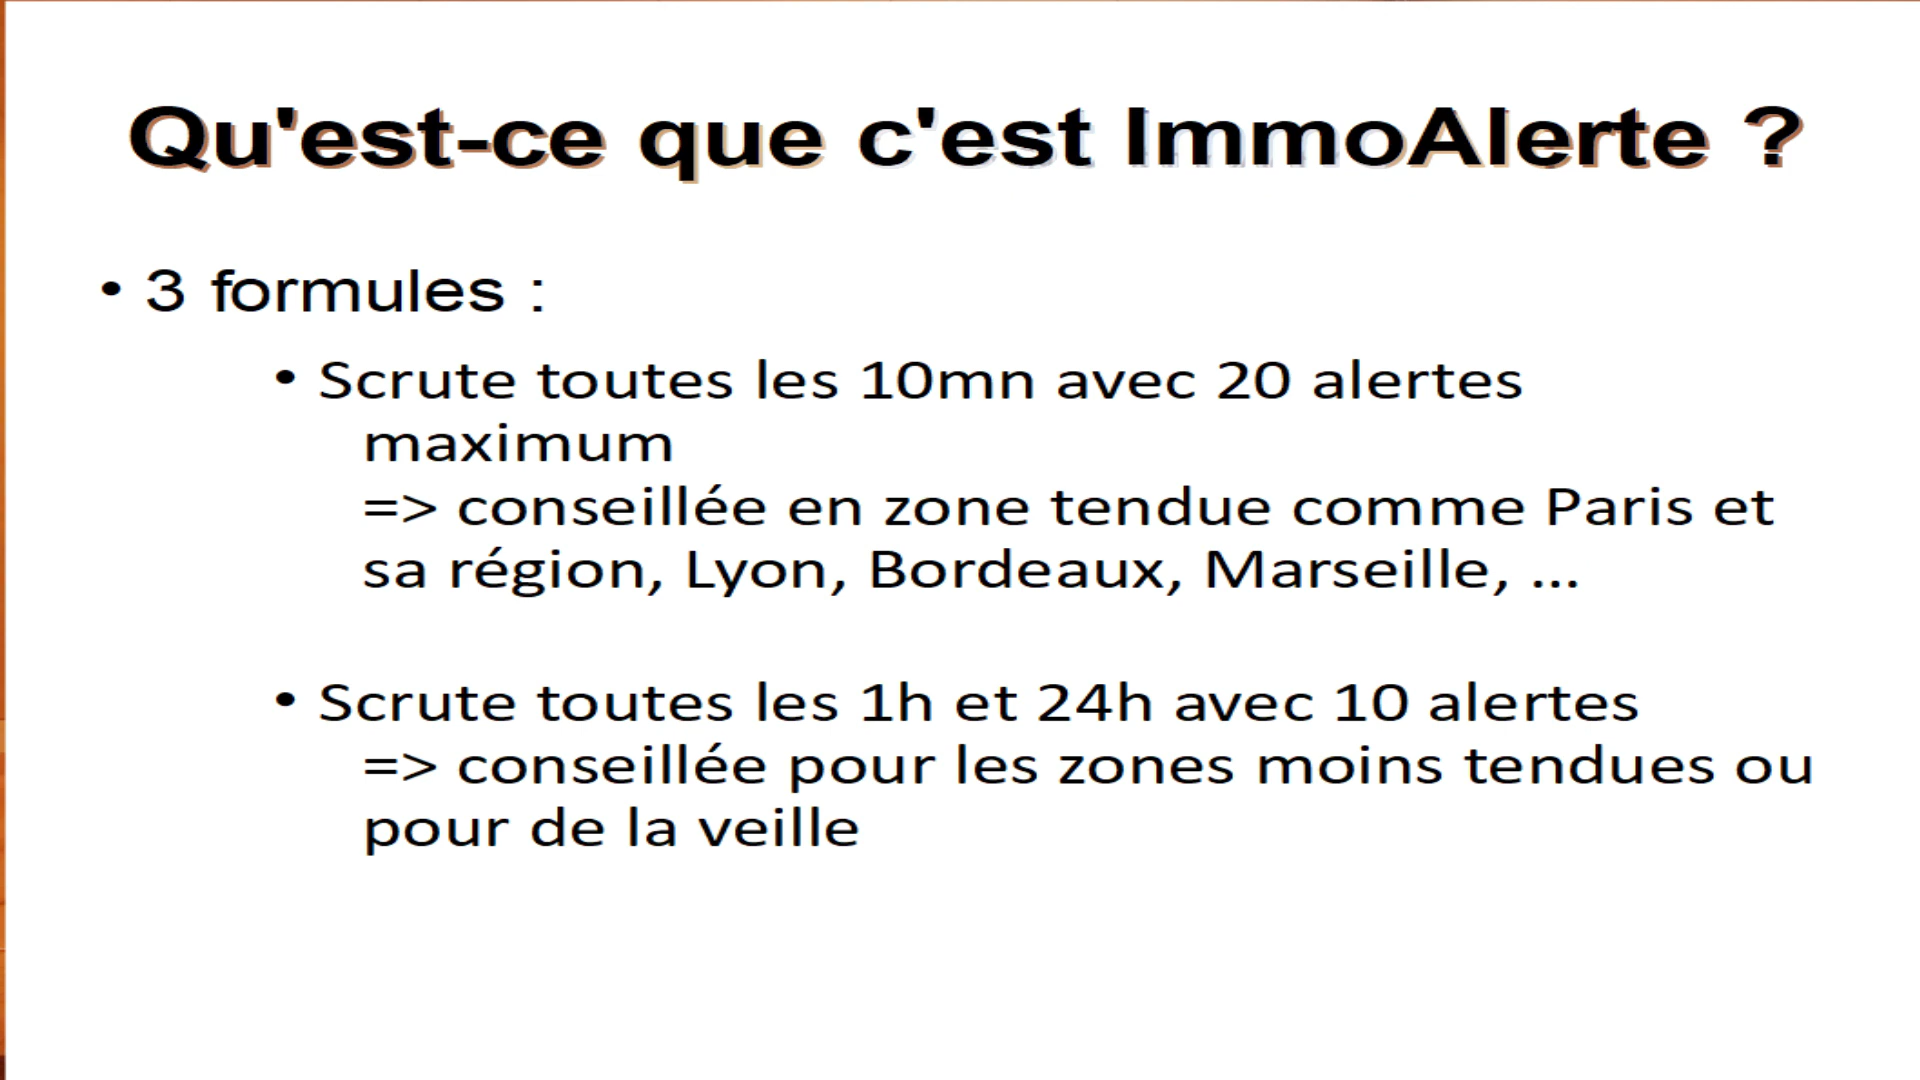 Qu'est-ce que c'est ImmoAlerte ?
• 3 formules :
• Scrute toutes les 10mn avec 20 alertes
maximum
=> conseillée en zone tendue comme Paris et
sa région, Lyon, Bordeaux, Marseille, ...
• Scrute toutes les 1h et 24h avec 10 alertes
=> conseillée pour les zones moins tendues ou
pour de la veille